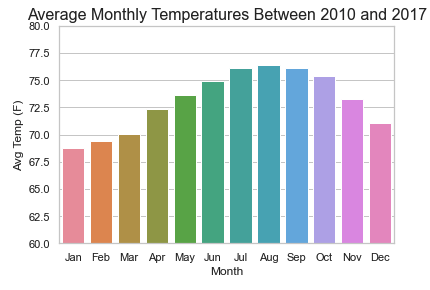 Average Monthly Temperatures Between 2010 and 2017
80.0
77.5
75.0
72.5
70.0
67.5
65.0
62.5
60.0
Avg Temp (F)
Jan Feb Mar Apr May Jun Jul Aug Sep Oct Nov Dec
Month